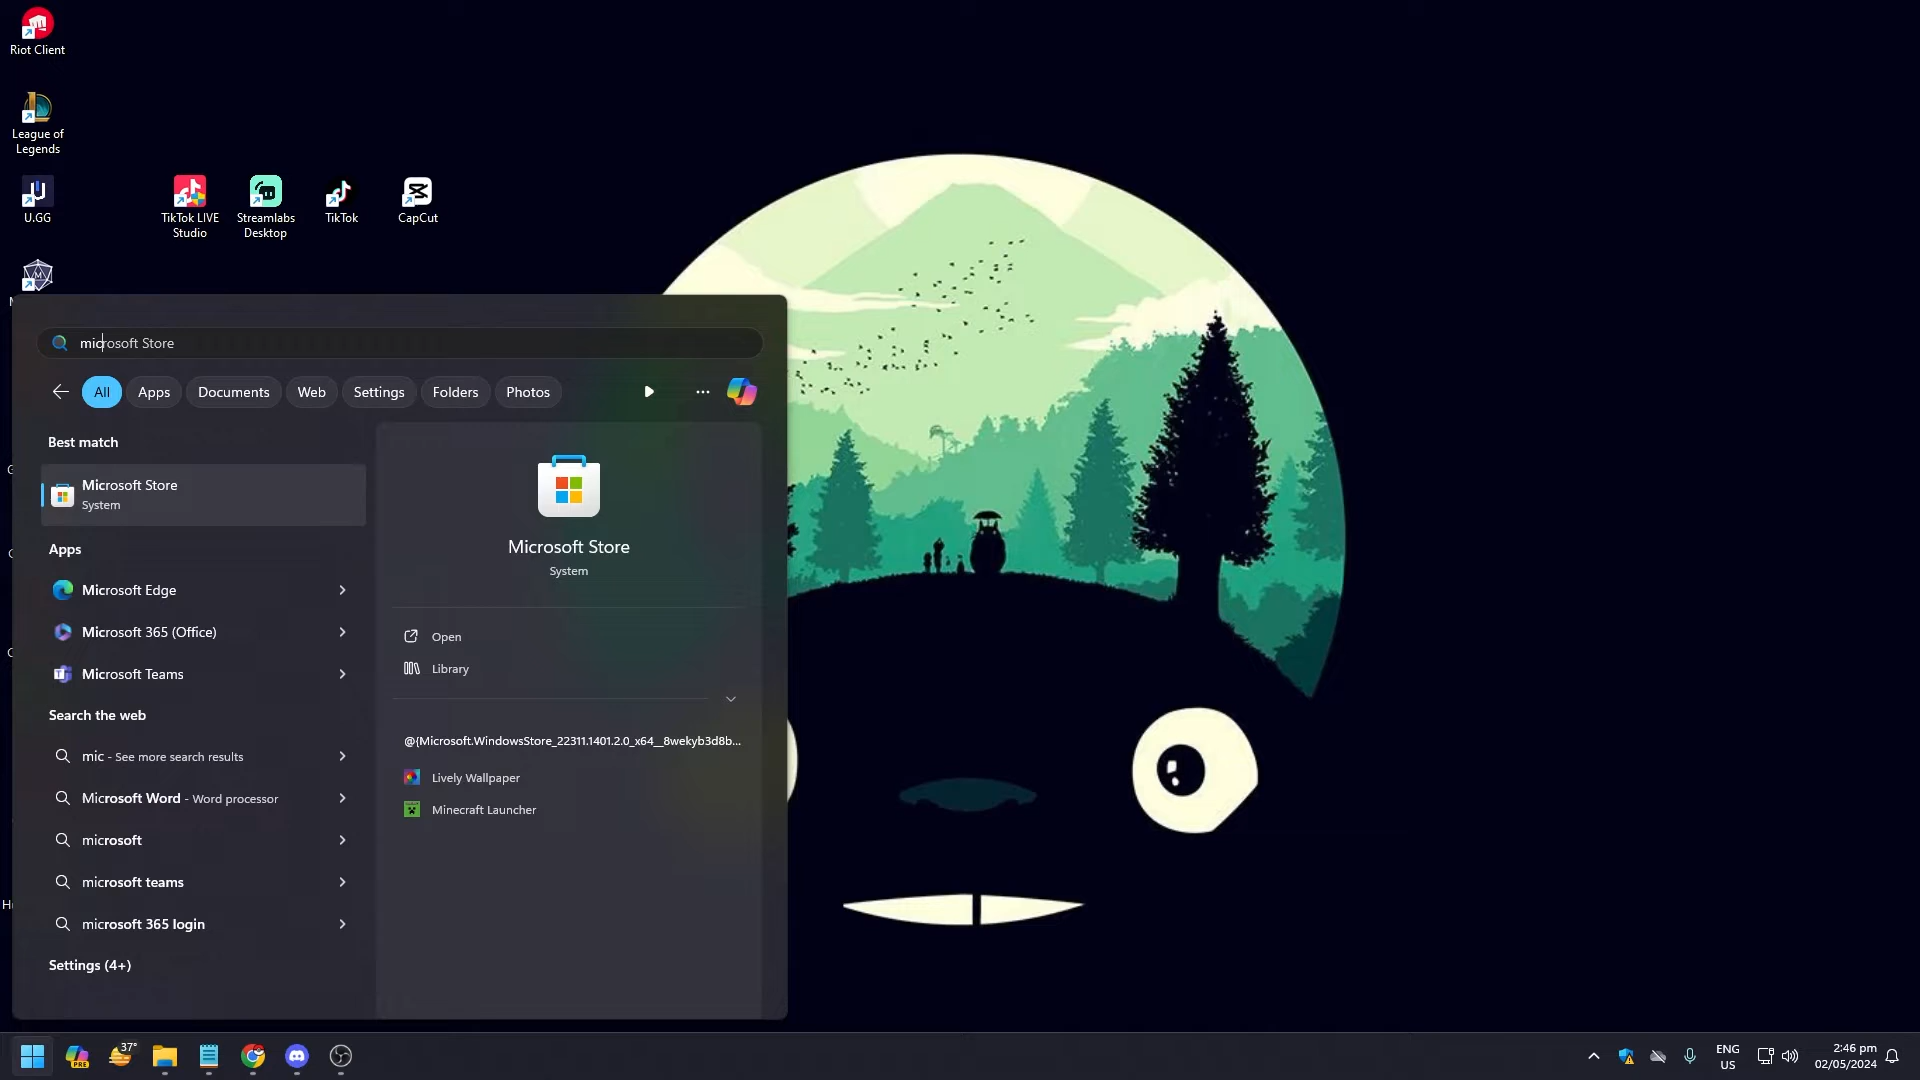 Riot Client
League of
Legends
U.GG
TikTok LIVE
Studio
Streamlabs
Desktop
TikTok
CapCut
microsoft Store
All
Apps
Documents
Web
Settings
Folders
Photos
Best match
Microsoft Store
System
Apps
Microsoft Edge
Microsoft 365 (Office)
Microsoft Teams
Search the web
mic - See more search results
Microsoft Word - Word processor
microsoft
microsoft teams
microsoft 365 login
Settings (4+)
Microsoft Store
System
Open
Library
@{Microsoft.WindowsStore_22311.1401.2.0_x64__8wekyb3d8b...
Lively Wallpaper
Minecraft Launcher
PRE
37°
ENG
US
2:46 pm
02/05/2024